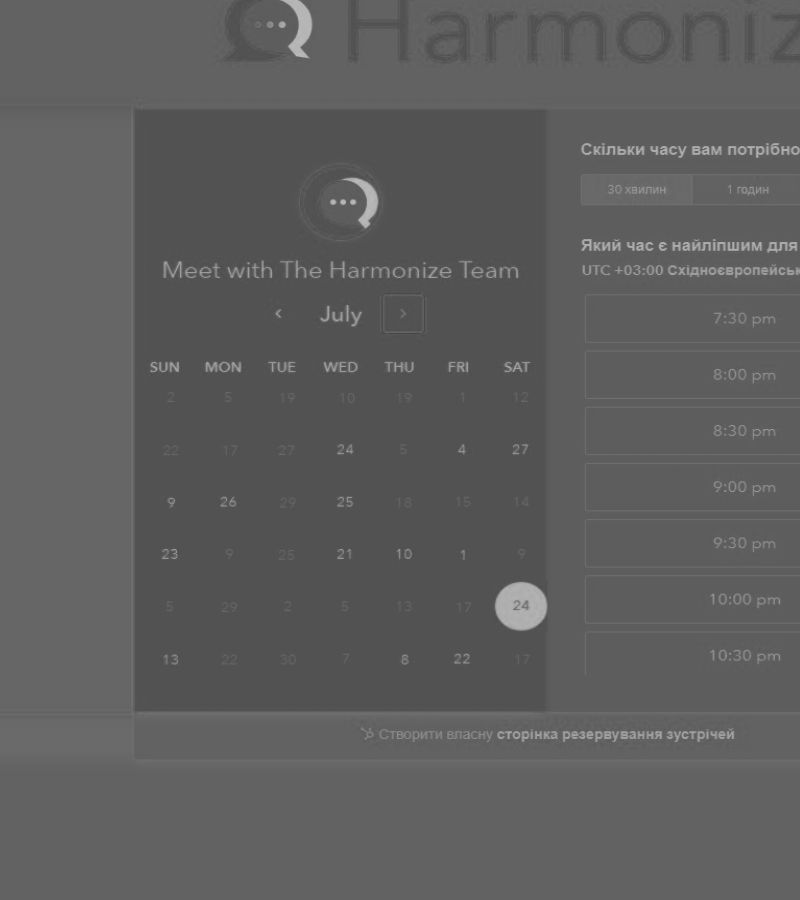 Harmoniz
Meet with The Harmonize Team
July
SUN MON TUE WED THU FRI SAT
2 5 19 10 19 1 12
22 17 27 24 5 4 27
9 26 29 25 18 15 14
23 9 25 21 10 1 9
5 29 2 5 13 17 24
13 22 30 7 8 22 17
Скільки часу вам потрібно
30 хвилин 1 годин
Який час є найліпшим для
UTC +03:00 Східноєвропейськ
7:30 pm
8:00 pm
8:30 pm
9:00 pm
9:30 pm
10:00 pm
10:30 pm
Створити власну сторінка резервування зустрічей